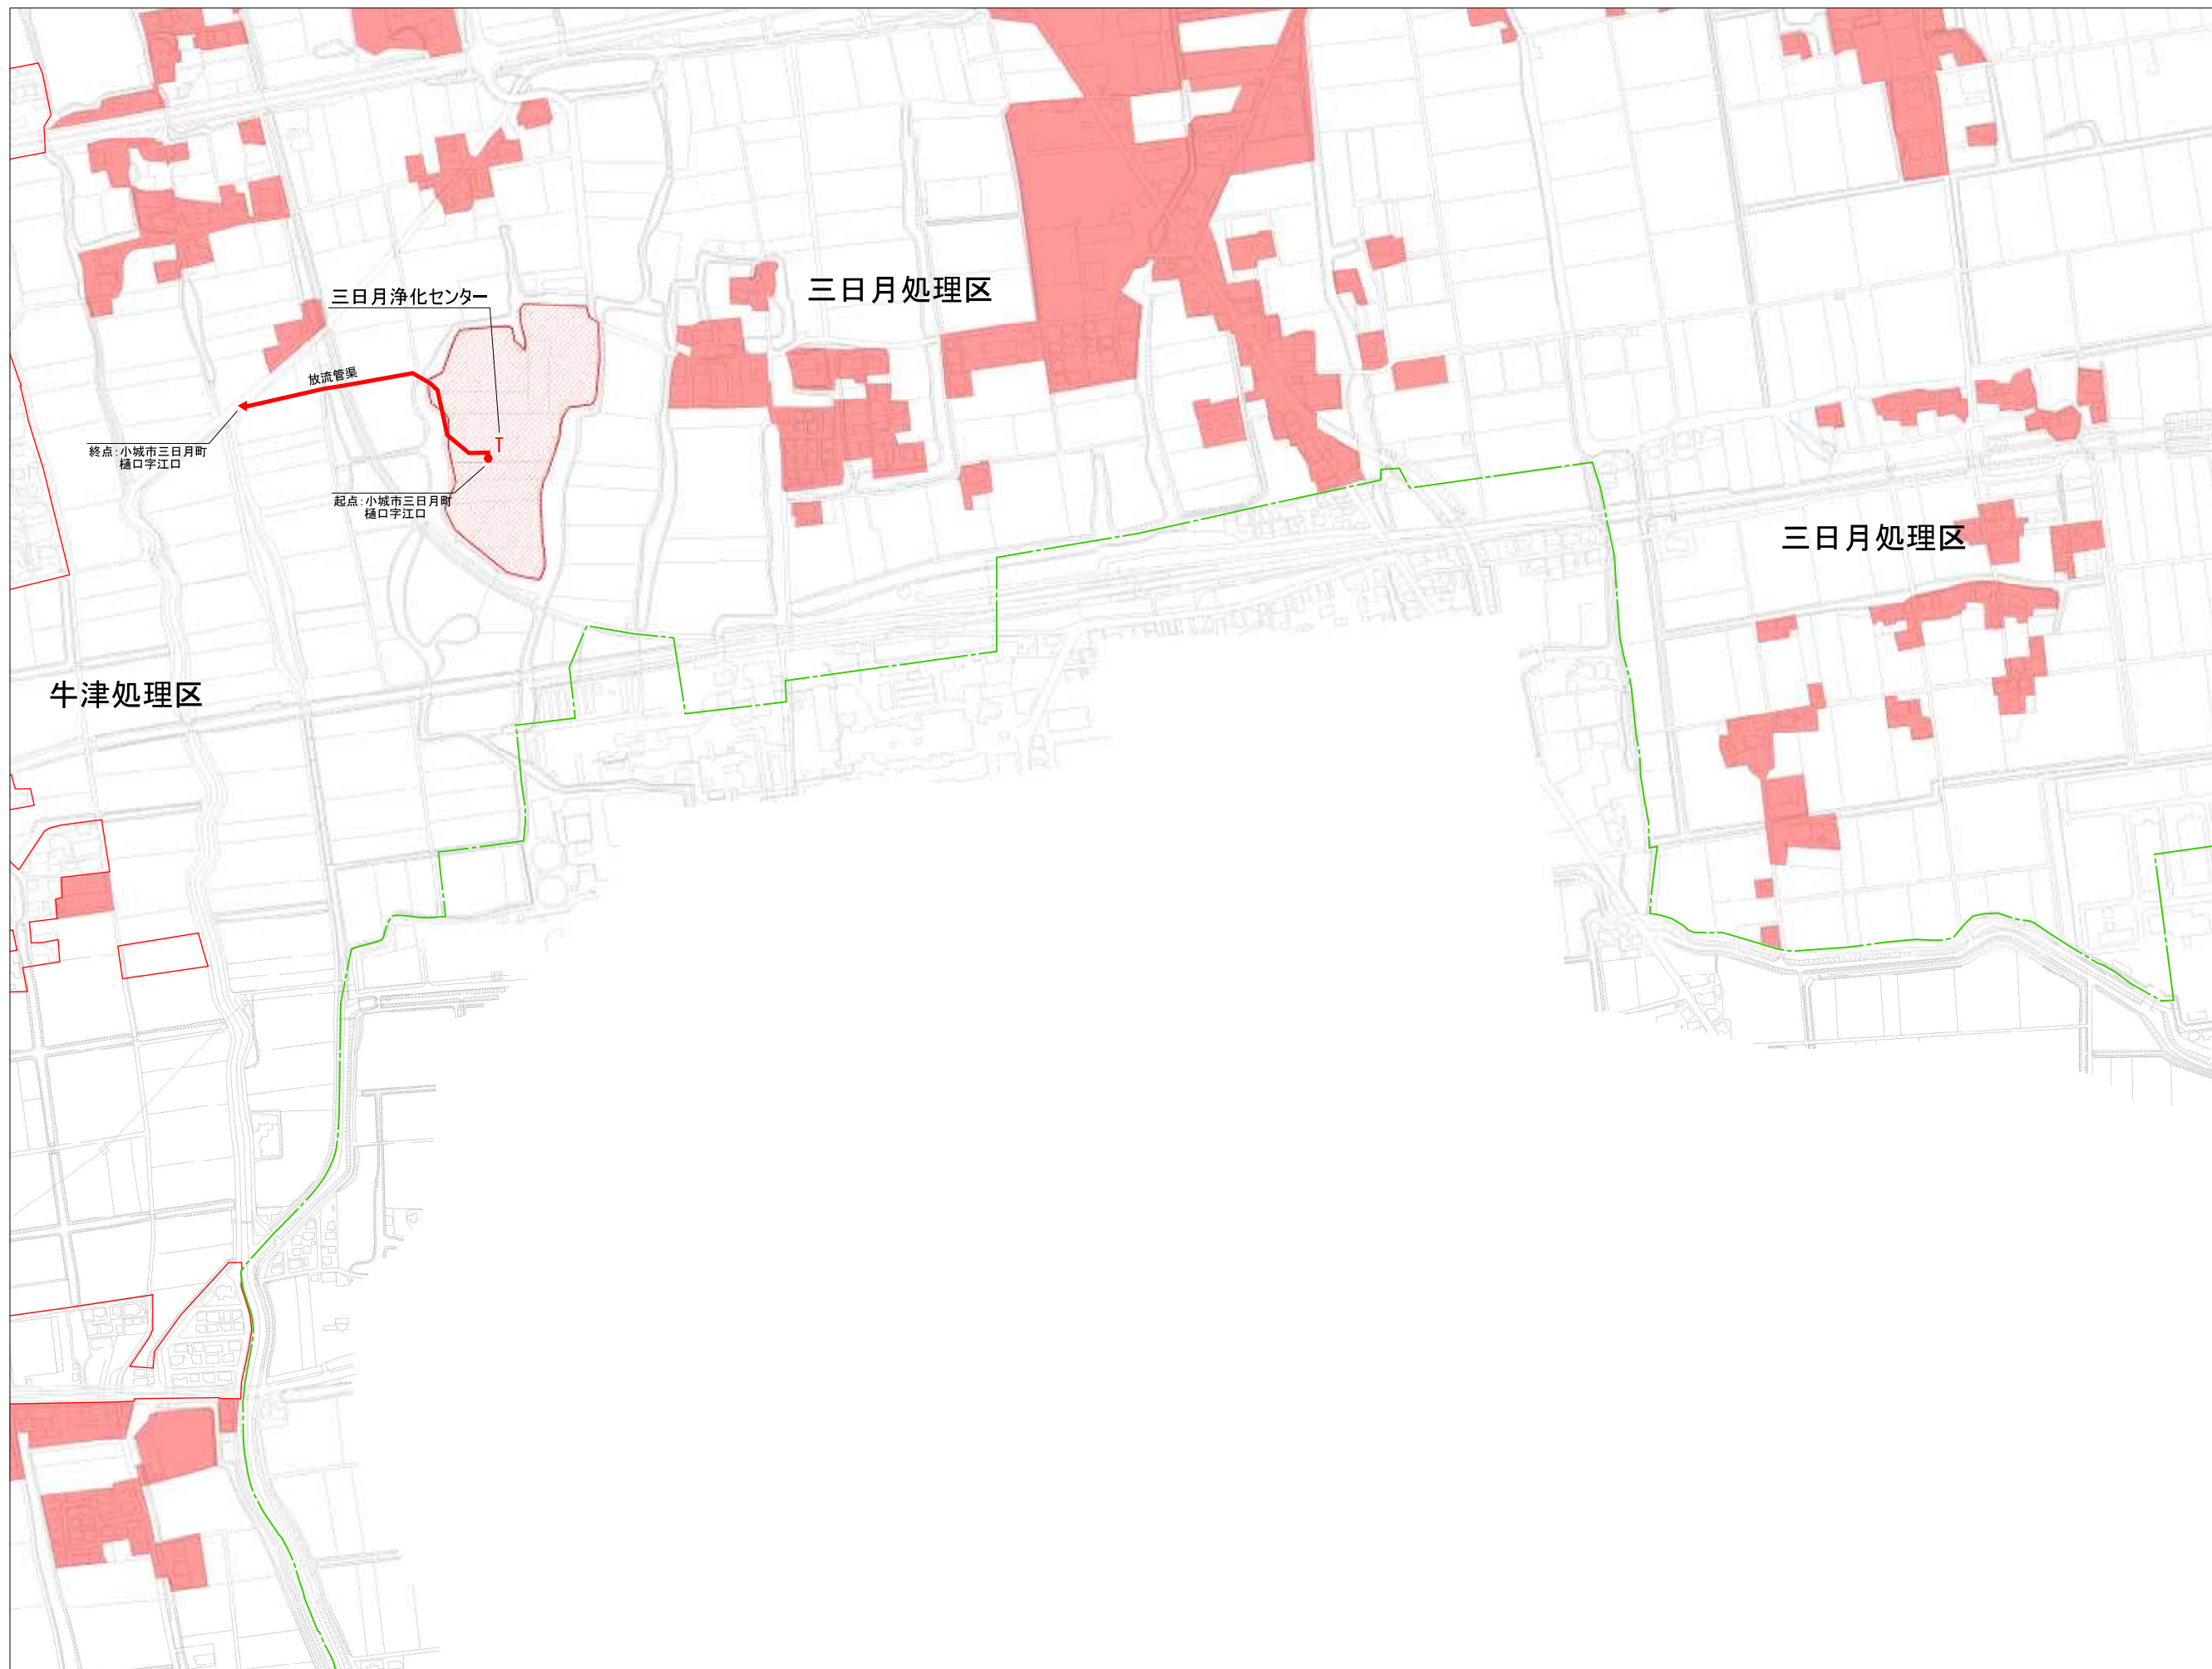 三日月処理区
三日月浄化センター
放流管渠
終点:小城市三日月町
樋口字江口
T
起点:小城市三日月町
樋口字江口
三日月処理区
牛津処理区